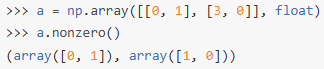 >>> a = np.array([[0, 1], [3, 0]], float)
>>> a.nonzero()
(array([0, 1]), array([1, 0]))